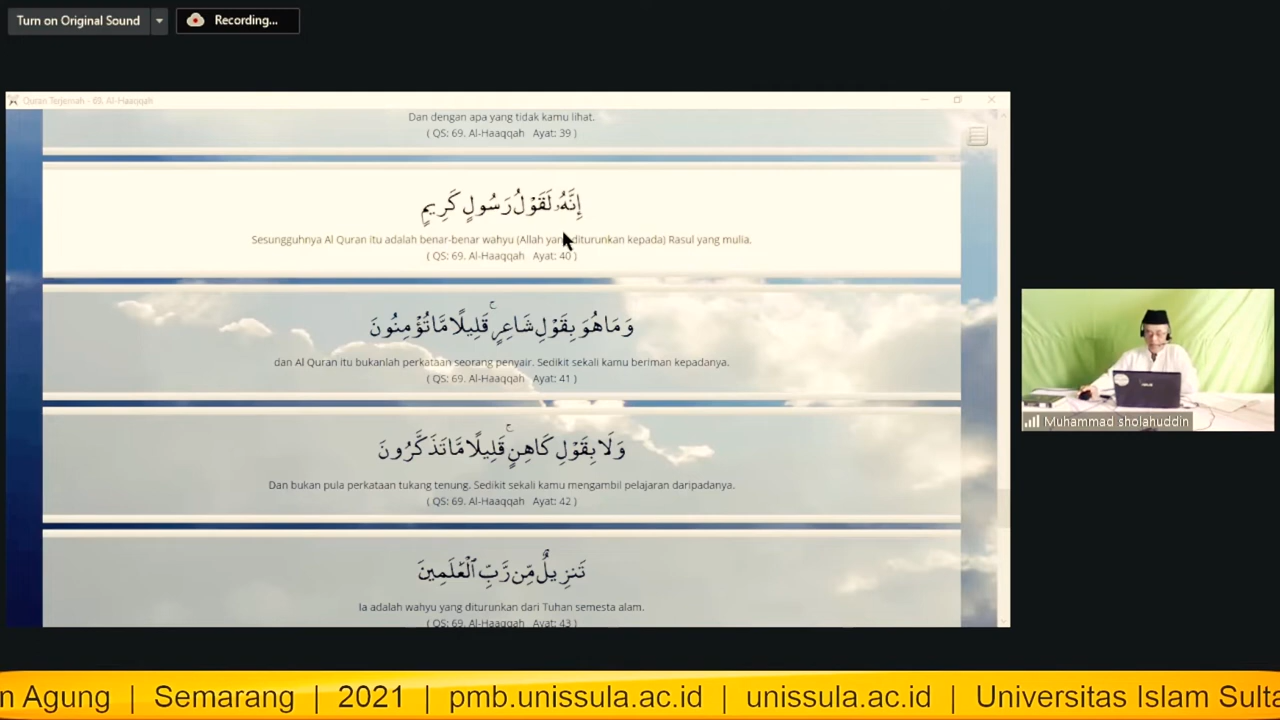 Turn on Original Sound
Recording...
Quran Terjemah - 69. Al-Haaqqah
Dan dengan apa yang tidak kamu lihat.
( QS: 69. Al-Haaqqah Ayat: 39 )
إِنَّهُۥ لَقَوْلُ رَسُولٍ كَرِيمٍ
Sesungguhnya Al Quran itu adalah benar-benar wahyu (Allah yang diturunkan kepada) Rasul yang mulia.
( QS: 69. Al-Haaqqah Ayat: 40 )
وَمَا هُوَ بِقَوْلِ شَاعِرٍ ۚ قَلِيلًا مَّا تُؤْمِنُونَ
dan Al Quran itu bukanlah perkataan seorang penyair. Sedikit sekali kamu beriman kepadanya.
( QS: 69. Al-Haaqqah Ayat: 41 )
وَلَا بِقَوْلِ كَاهِنٍ ۚ قَلِيلًا مَّا تَذَكَّرُونَ
Dan bukan pula perkataan tukang tenung. Sedikit sekali kamu mengambil pelajaran daripadanya.
( QS: 69. Al-Haaqqah Ayat: 42 )
تَنزِيلٌ مِّن رَّبِّ ٱلْعَٰلَمِينَ
Ia adalah wahyu yang diturunkan dari Tuhan semesta alam.
( QS: 69. Al-Haaqqah Ayat: 43 )
Muhammad sholahuddin
n Agung | Semarang | 2021 | pmb.unissula.ac.id | unissula.ac.id | Universitas Islam Sulta